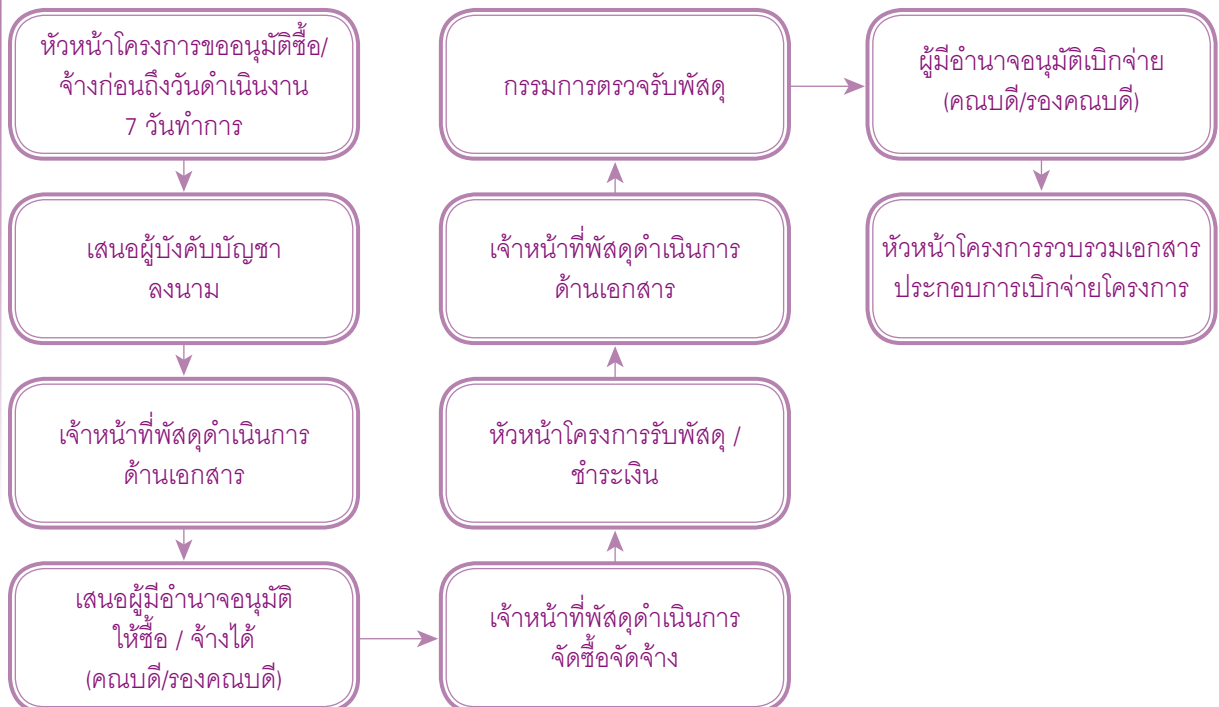 หัวหน้าโครงการขออนุมัติซื้อ/
จ้างก่อนถึงวันดำเนินงาน
7 วันทำการ
เสนอผู้บังคับบัญชา
ลงนาม
เจ้าหน้าที่พัสดุดำเนินการ
ด้านเอกสาร
เสนอผู้มีอำนาจอนุมัติ
ให้ซื้อ / จ้างได้
(คณบดี/รองคณบดี)
เจ้าหน้าที่พัสดุดำเนินการ
จัดซื้อจัดจ้าง
หัวหน้าโครงการรับพัสดุ /
ชำระเงิน
เจ้าหน้าที่พัสดุดำเนินการ
ด้านเอกสาร
กรรมการตรวจรับพัสดุ
ผู้มีอำนาจอนุมัติเบิกจ่าย
(คณบดี/รองคณบดี)
หัวหน้าโครงการรวบรวมเอกสาร
ประกอบการเบิกจ่ายโครงการ